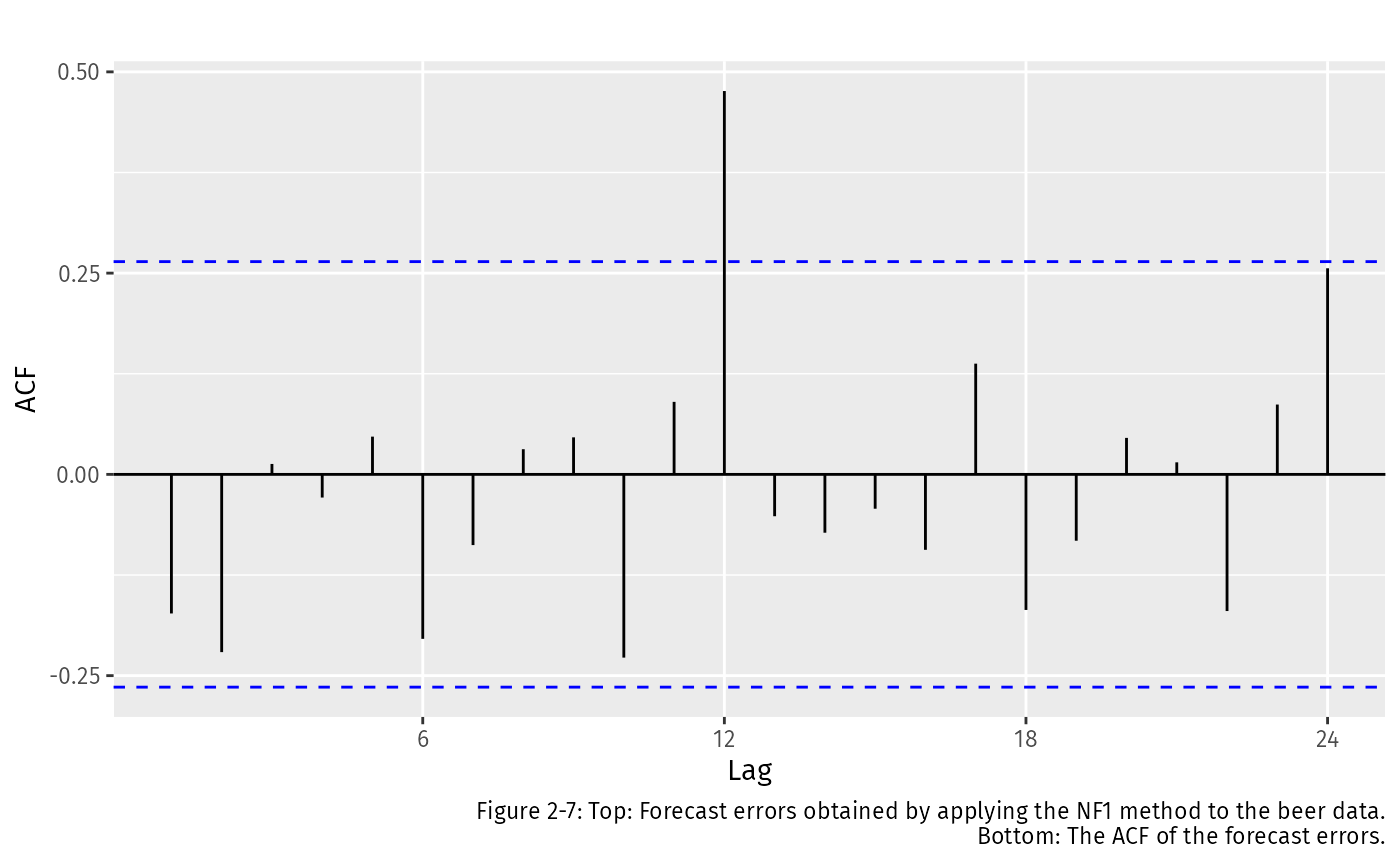 0.50
0.25
0.00
-0.25
ACF
6 12 18 24
Lag
Figure 2-7: Top: Forecast errors obtained by applying the NF1 method to the beer data.
Bottom: The ACF of the forecast errors.